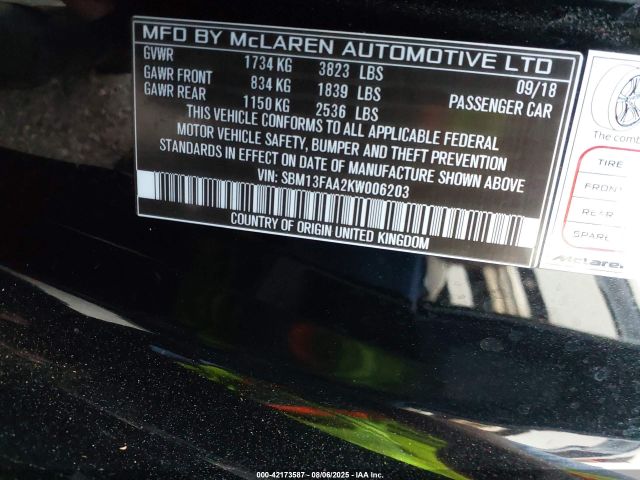 MFD BY McLAREN AUTOMOTIVE LTD
GVWR 1734 KG 3823 LBS 09/18
GAWR FRONT 834 KG 1839 LBS
GAWR REAR 1150 KG 2536 LBS PASSENGER CAR
THIS VEHICLE CONFORMS TO ALL APPLICABLE FEDERAL
MOTOR VEHICLE SAFETY, BUMPER AND THEFT PREVENTION
STANDARDS IN EFFECT ON DATE OF MANUFACTURE SHOWN ABOVE
VIN: SBM13FAA2KW006203
COUNTRY OF ORIGIN UNITED KINGDOM
The comb
TIRE
FRONT
REAR
SPARE
McLaren
000-42173587 - 08/06/2025 - IAA Inc.